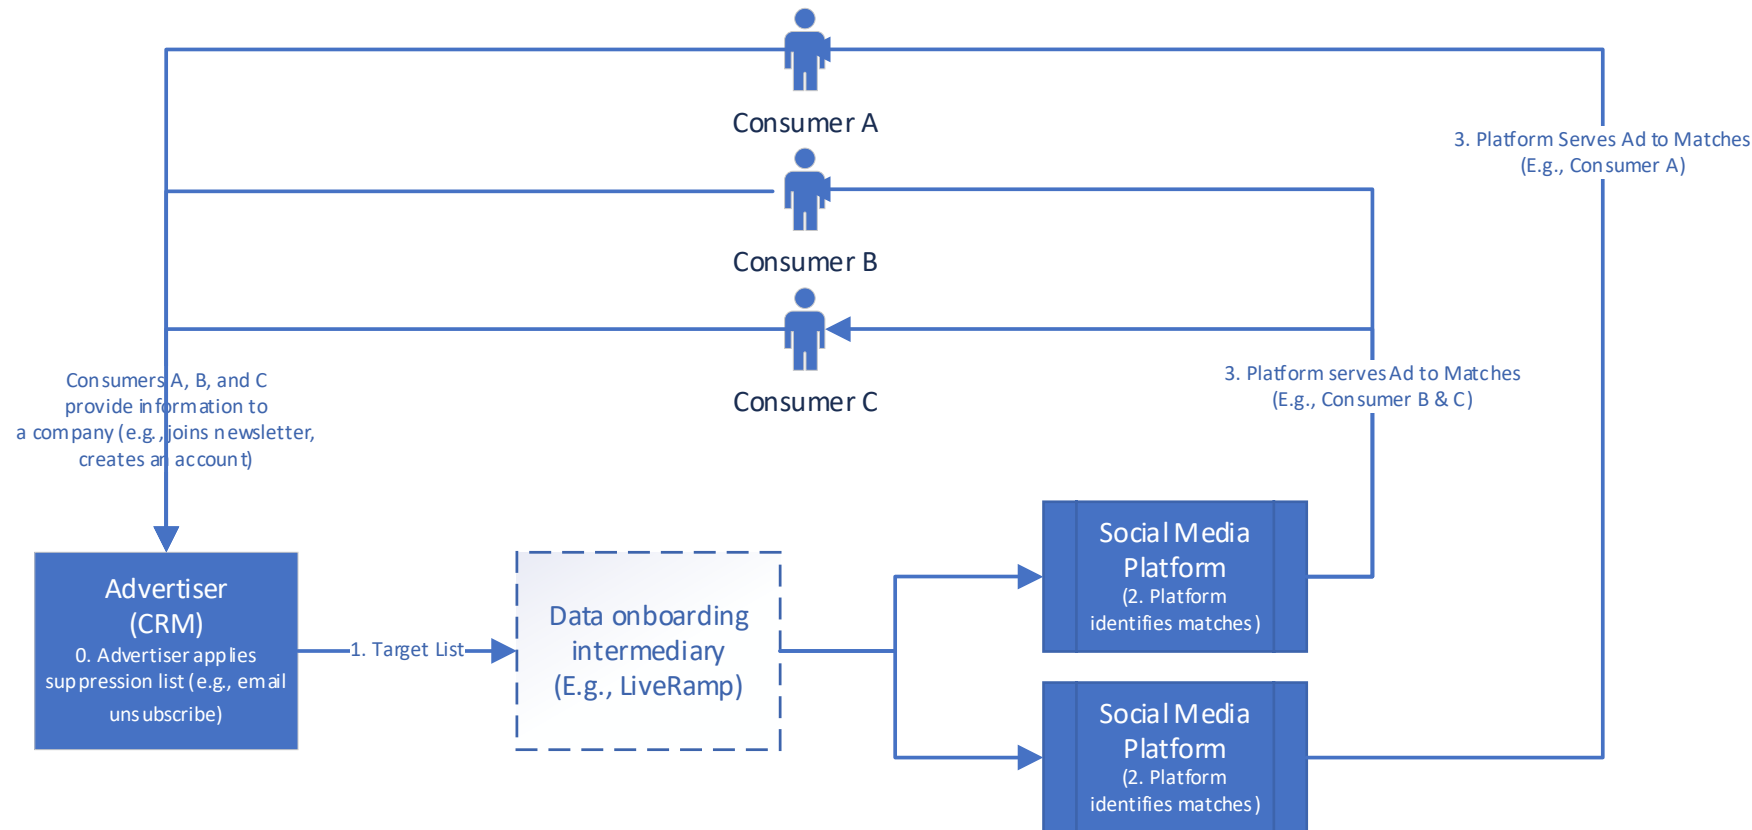 Consumer A
3. Platform Serves Ad to Matches
(E.g., Consumer A)
Consumer B
Consumer C
3. Platform serves Ad to Matches
(E.g., Consumer B & C)
Consumers A, B, and C
provide information to
a company (e.g., joins newsletter,
creates an account)
Advertiser
(CRM)
0. Advertiser applies
suppression list (e.g., email
unsubscribe)
1. Target List
Data onboarding
intermediary
(E.g., LiveRamp)
Social Media
Platform
(2. Platform
identifies matches)
Social Media
Platform
(2. Platform
identifies matches)